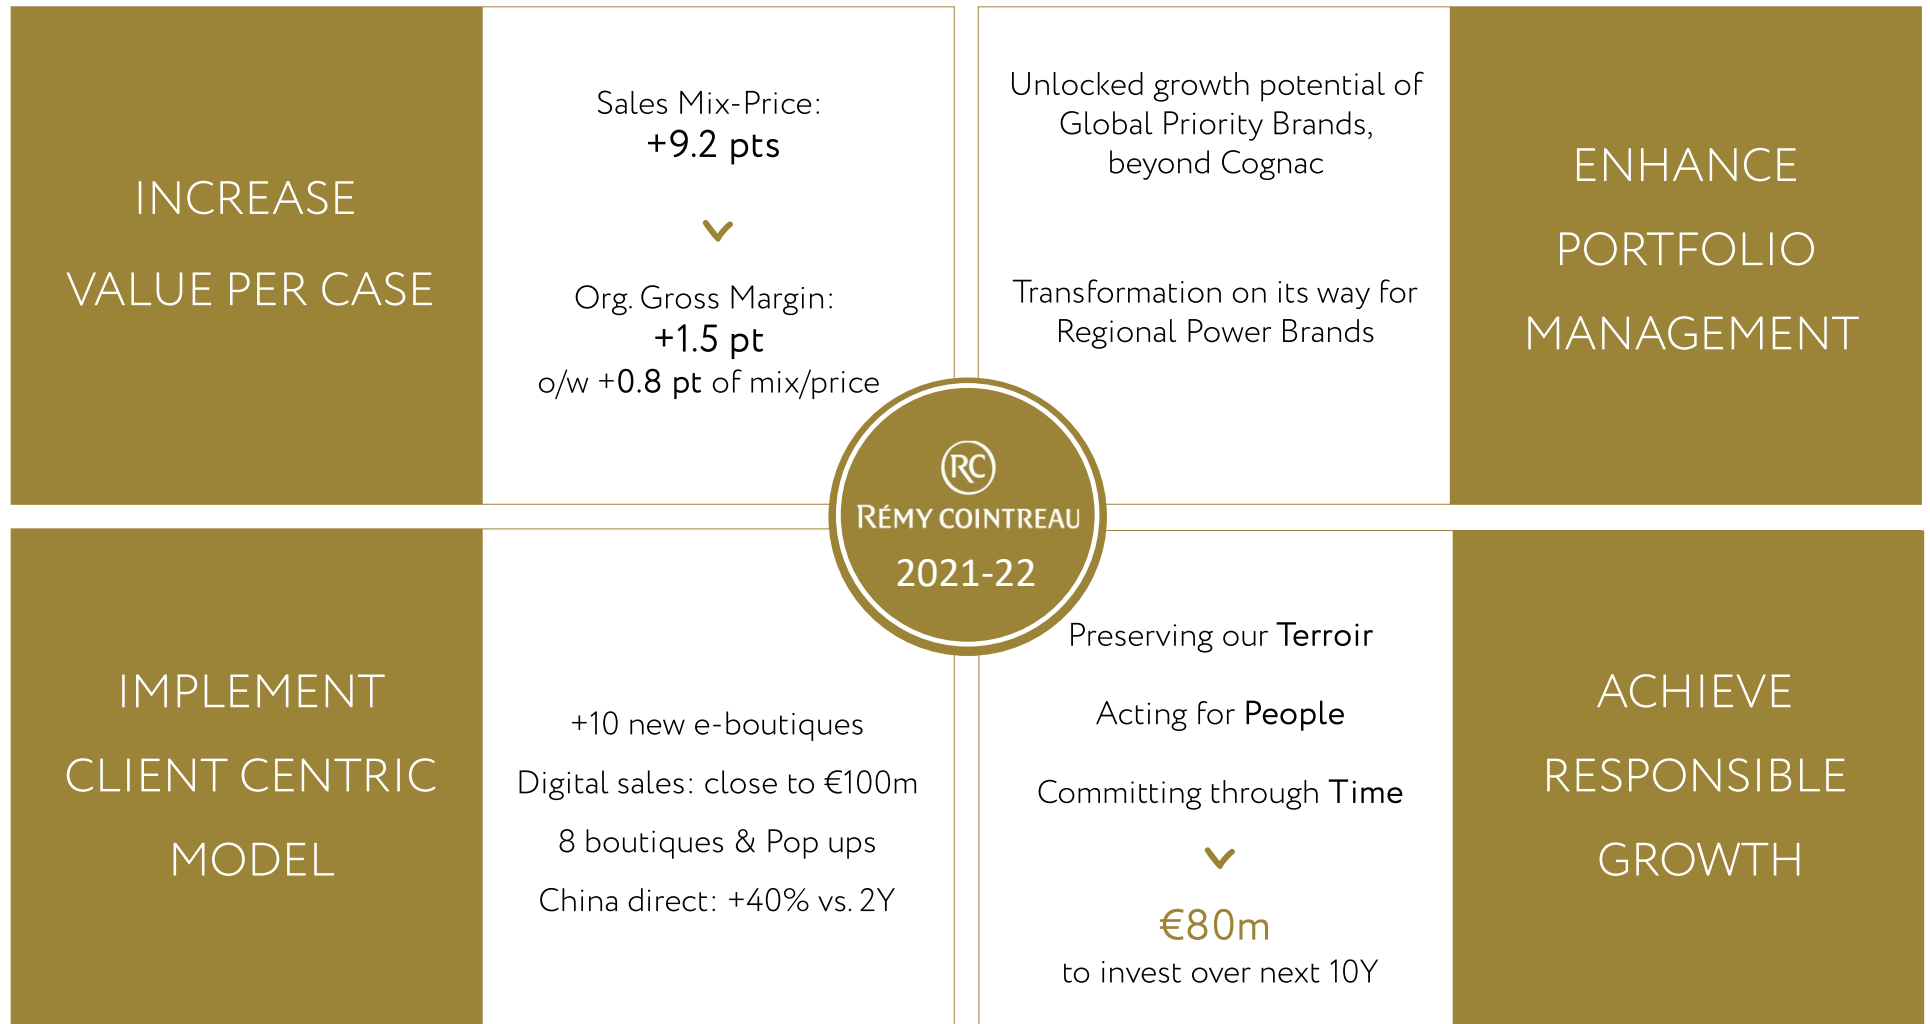 INCREASE
VALUE PER CASE
Sales Mix-Price:
+9.2 pts
Org. Gross Margin:
+1.5 pt
o/w +0.8 pt of mix/price
Unlocked growth potential of
Global Priority Brands,
beyond Cognac
Transformation on its way for
Regional Power Brands
ENHANCE
PORTFOLIO
MANAGEMENT
RC
RÉMY COINTREAU
2021-22
IMPLEMENT
CLIENT CENTRIC
MODEL
+10 new e-boutiques
Digital sales: close to €100m
8 boutiques & Pop ups
China direct: +40% vs. 2Y
Preserving our Terroir
Acting for People
Committing through Time
€80m
to invest over next 10Y
ACHIEVE
RESPONSIBLE
GROWTH